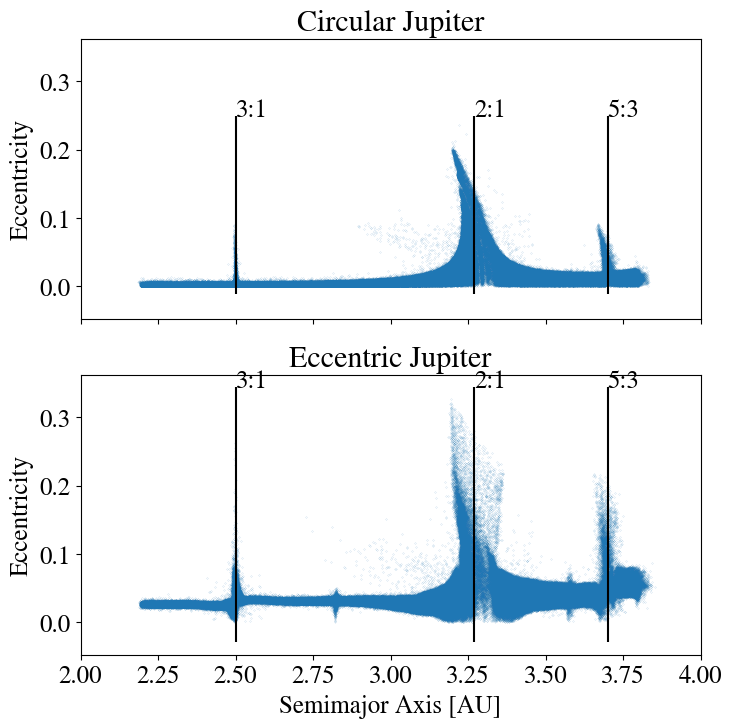 Circular Jupiter
0.3
3:1 2:1 5:3
0.2
Eccentricity
0.1
0.0
Eccentric Jupiter
3:1 2:1 5:3
0.3
0.2
Eccentricity
0.1
0.0
2.00 2.25 2.50 2.75 3.00 3.25 3.50 3.75 4.00
Semimajor Axis [AU]